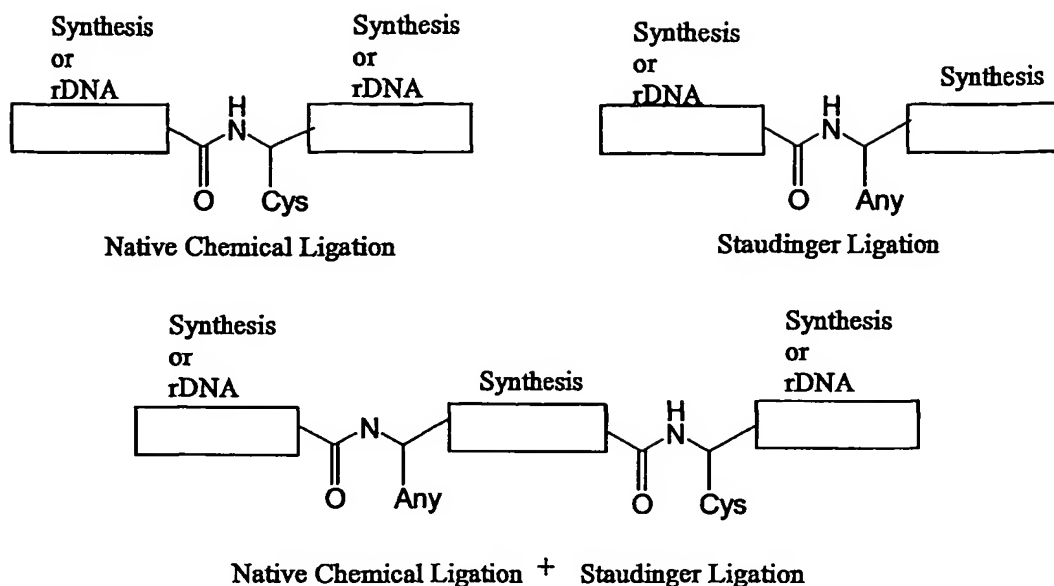 Synthesis
or
rDNA
Synthesis
or
rDNA
H
N
O
Cys
Native Chemical Ligation
Synthesis
or
rDNA
Synthesis
H
N
O
Any
Staudinger Ligation
Synthesis
or
rDNA
Synthesis
Synthesis
or
rDNA
N
O
Any
H
N
O
Cys
Native Chemical Ligation + Staudinger Ligation